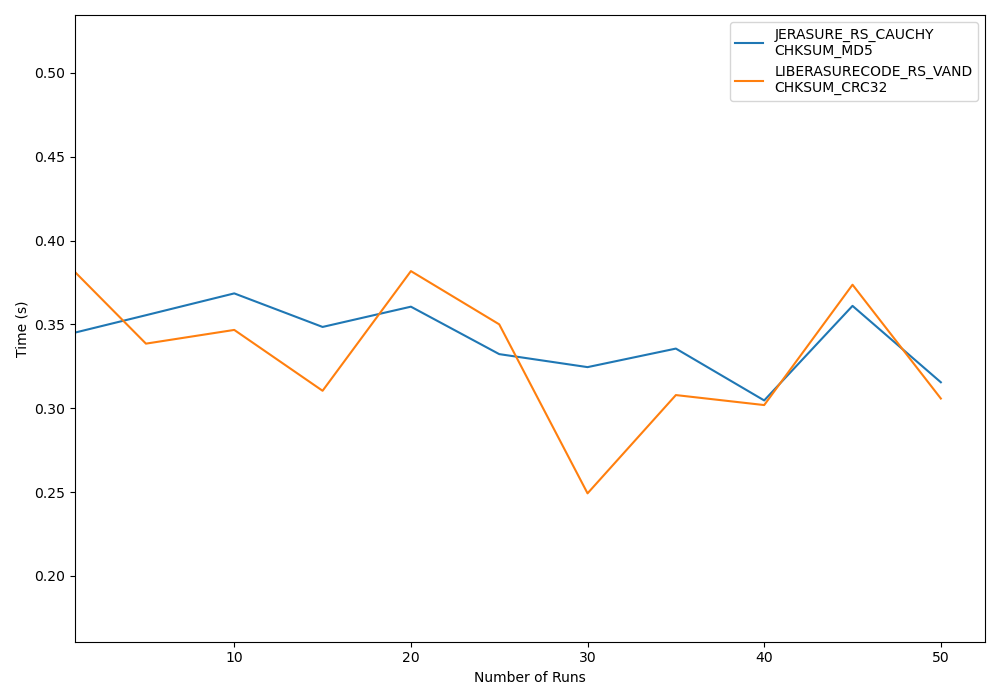 JERASURE_RS_CAUCHY
CHKSUM_MD5
LIBERASURECODE_RS_VAND
CHKSUM_CRC32
0.50
0.45
0.40
0.35
0.30
0.25
0.20
Time (s)
10
20
30
40
50
Number of Runs